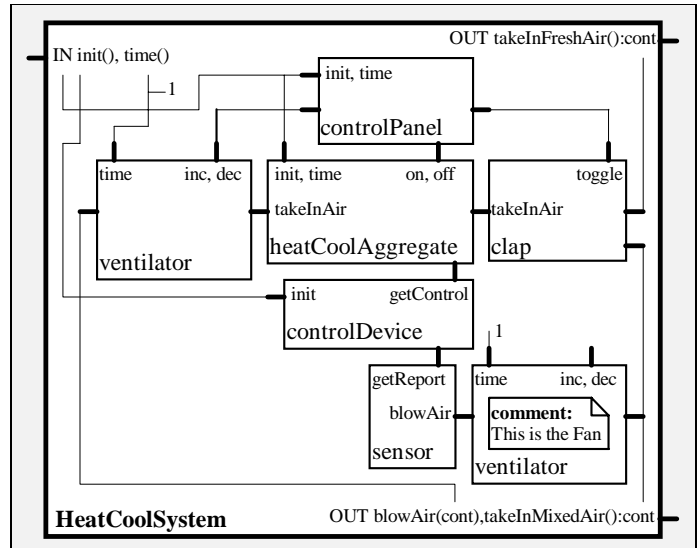 OUT takeInFreshAir():cont
IN init(), time()
1
init, time
controlPanel
time
inc, dec
init, time
on, off
toggle
takeInAir
takeInAir
ventilator
heatCoolAggregate
clap
init
getControl
controlDevice
1
getReport
time
inc, dec
blowAir
comment:
This is the Fan
sensor
ventilator
HeatCoolSystem
OUT blowAir(cont),takeInMixedAir():cont